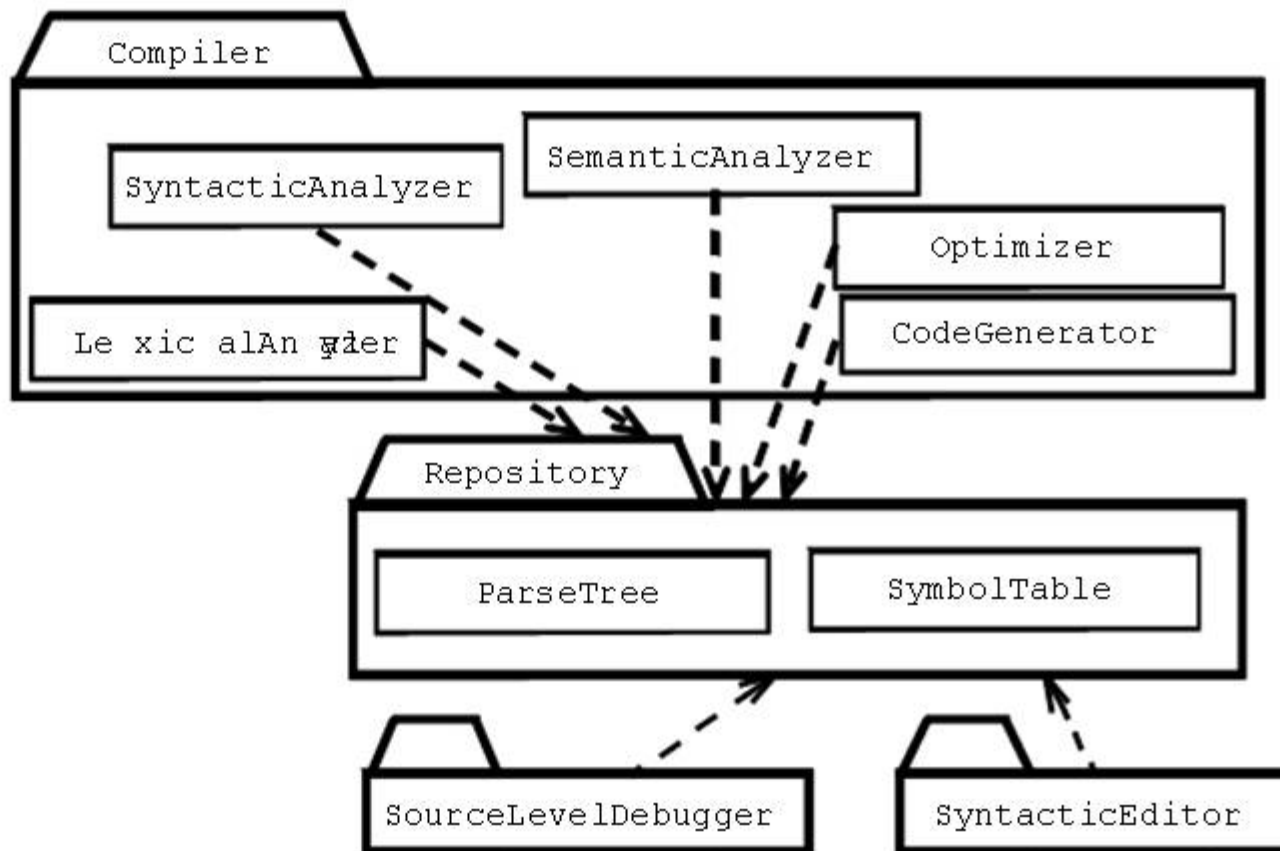 Compiler
SemanticAnalyzer
SyntacticAnalyzer
Optimizer
CodeGenerator
Repository
ParseTree
SymbolTable
SourceLevelDebugger
SyntacticEditor